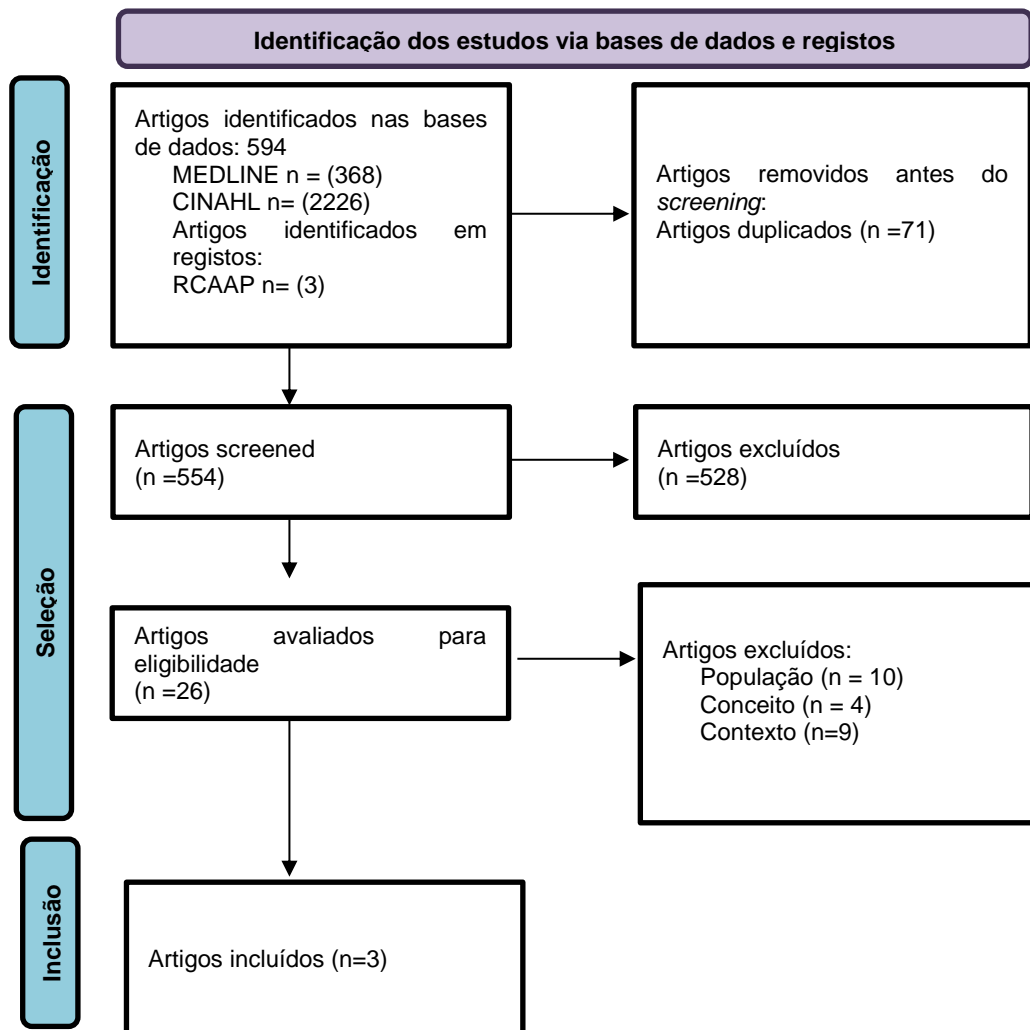 Identificação dos estudos via bases de dados e registos
Identificação
Artigos identificados nas bases
de dados: 594
MEDLINE n = (368)
CINAHL n= (2226)
Artigos identificados em
registos:
RCAAP n= (3)
Artigos removidos antes do
screening:
Artigos duplicados (n =71)
Seleção
Artigos screened
(n =554)
Artigos excluídos
(n =528)
Artigos avaliados para
eligibilidade
(n =26)
Artigos excluídos:
População (n = 10)
Conceito (n = 4)
Contexto (n=9)
Inclusão
Artigos incluídos (n=3)